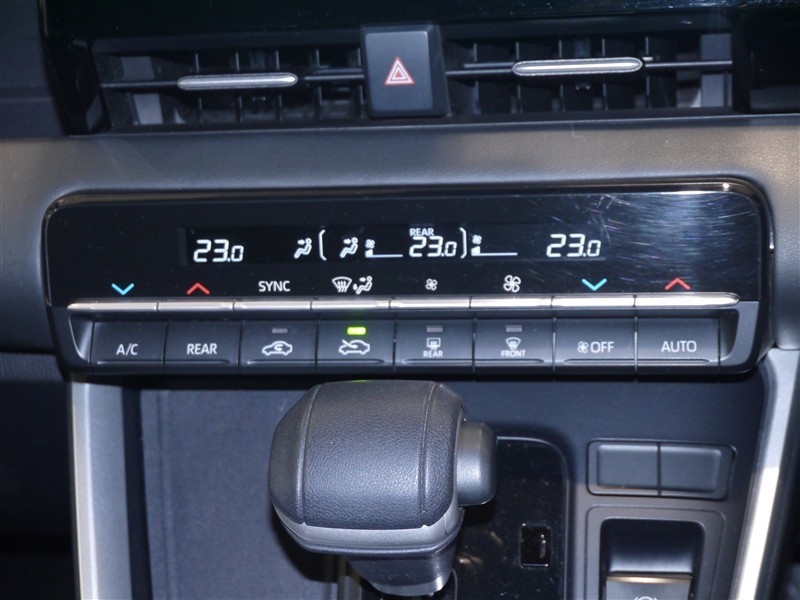 REAR
23.0 23.0 23.0
SYNC
A/C REAR REAR FRONT OFF AUTO